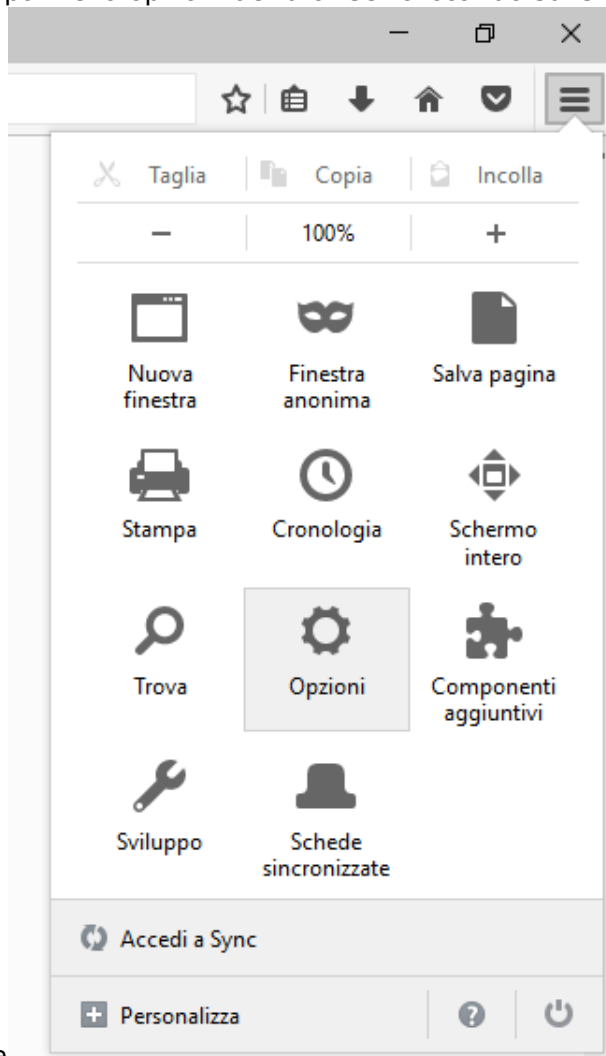 Taglia Copia Incolla
− 100% +
Nuova finestra
Finestra anonima
Salva pagina
Stampa
Cronologia
Schermo intero
Trova
Opzioni
Componenti aggiuntivi
Sviluppo
Schede sincronizzate
Accedi a Sync
Personalizza